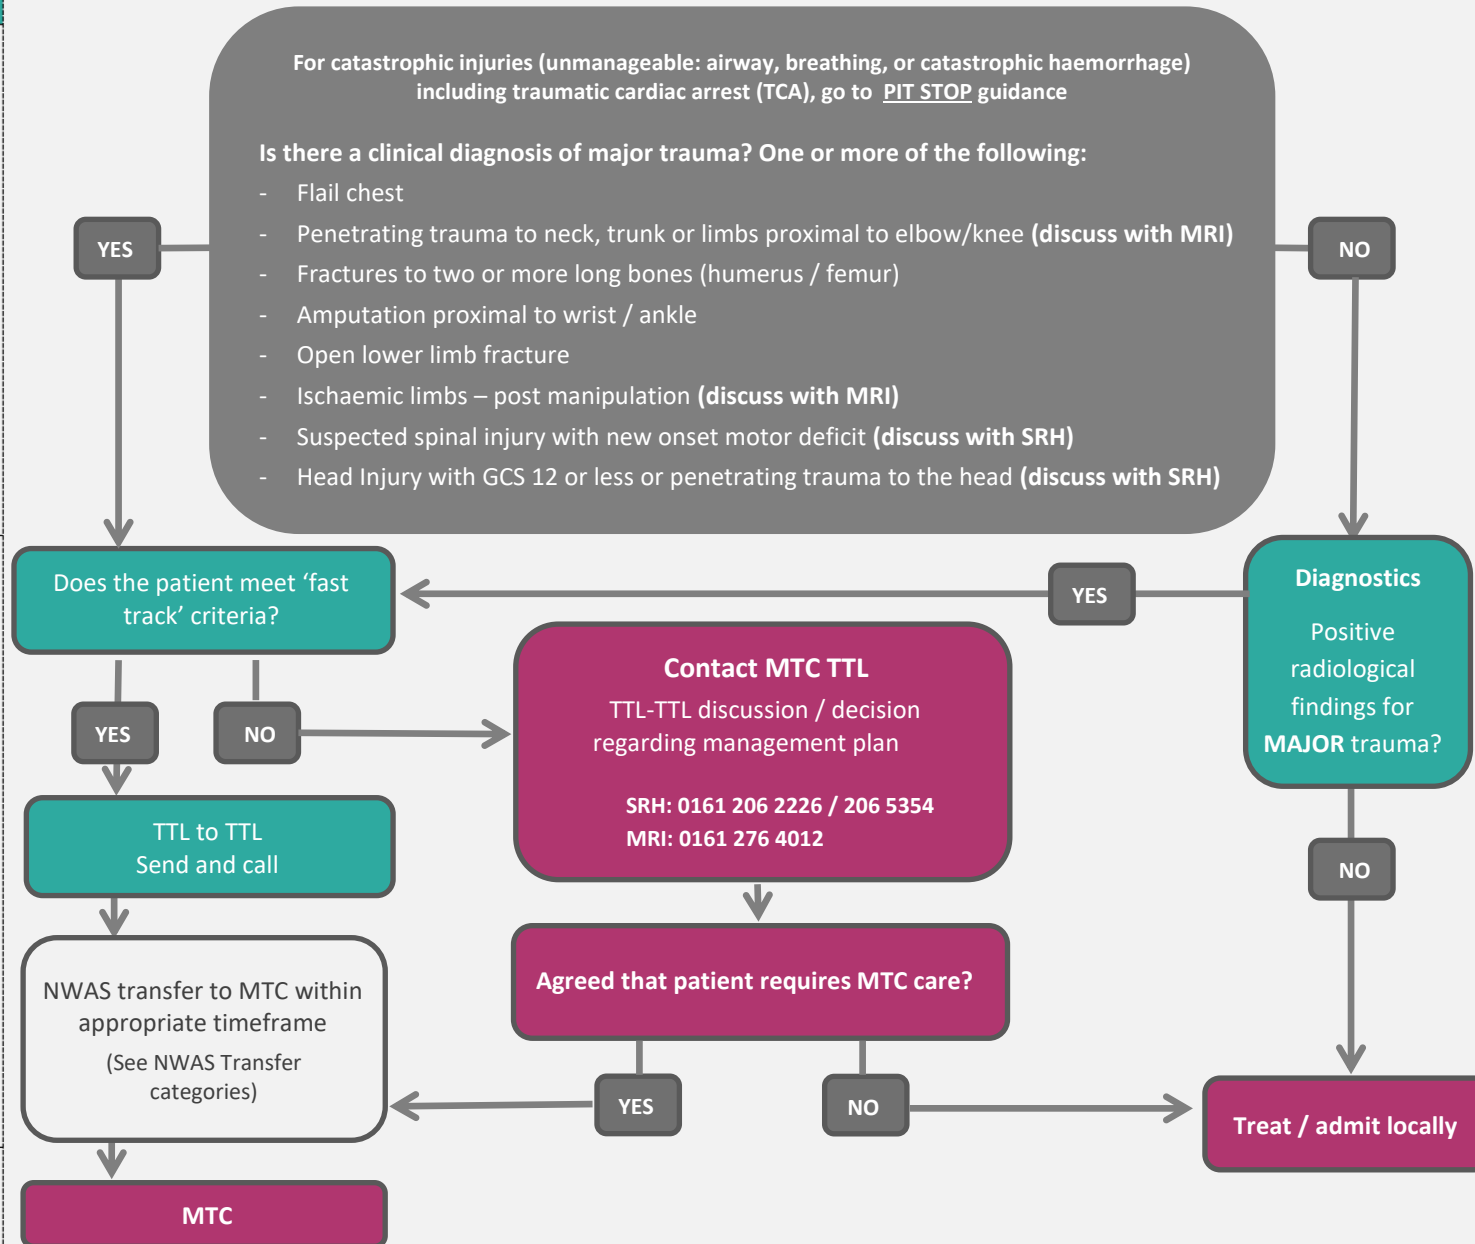 For catastrophic injuries (unmanageable: airway, breathing, or catastrophic haemorrhage)
including traumatic cardiac arrest (TCA), go to PIT STOP guidance
Is there a clinical diagnosis of major trauma? One or more of the following:
- Flail chest
- Penetrating trauma to neck, trunk or limbs proximal to elbow/knee (discuss with MRI)
- Fractures to two or more long bones (humerus / femur)
- Amputation proximal to wrist / ankle
- Open lower limb fracture
- Ischaemic limbs – post manipulation (discuss with MRI)
- Suspected spinal injury with new onset motor deficit (discuss with SRH)
- Head Injury with GCS 12 or less or penetrating trauma to the head (discuss with SRH)
YES
NO
Does the patient meet ‘fast
track’ criteria?
YES
Diagnostics
Positive
radiological
findings for
MAJOR trauma?
YES
NO
Contact MTC TTL
TTL-TTL discussion / decision
regarding management plan
SRH: 0161 206 2226 / 206 5354
MRI: 0161 276 4012
TTL to TTL
Send and call
NO
NWAS transfer to MTC within
appropriate timeframe
(See NWAS Transfer
categories)
Agreed that patient requires MTC care?
YES
NO
Treat / admit locally
MTC